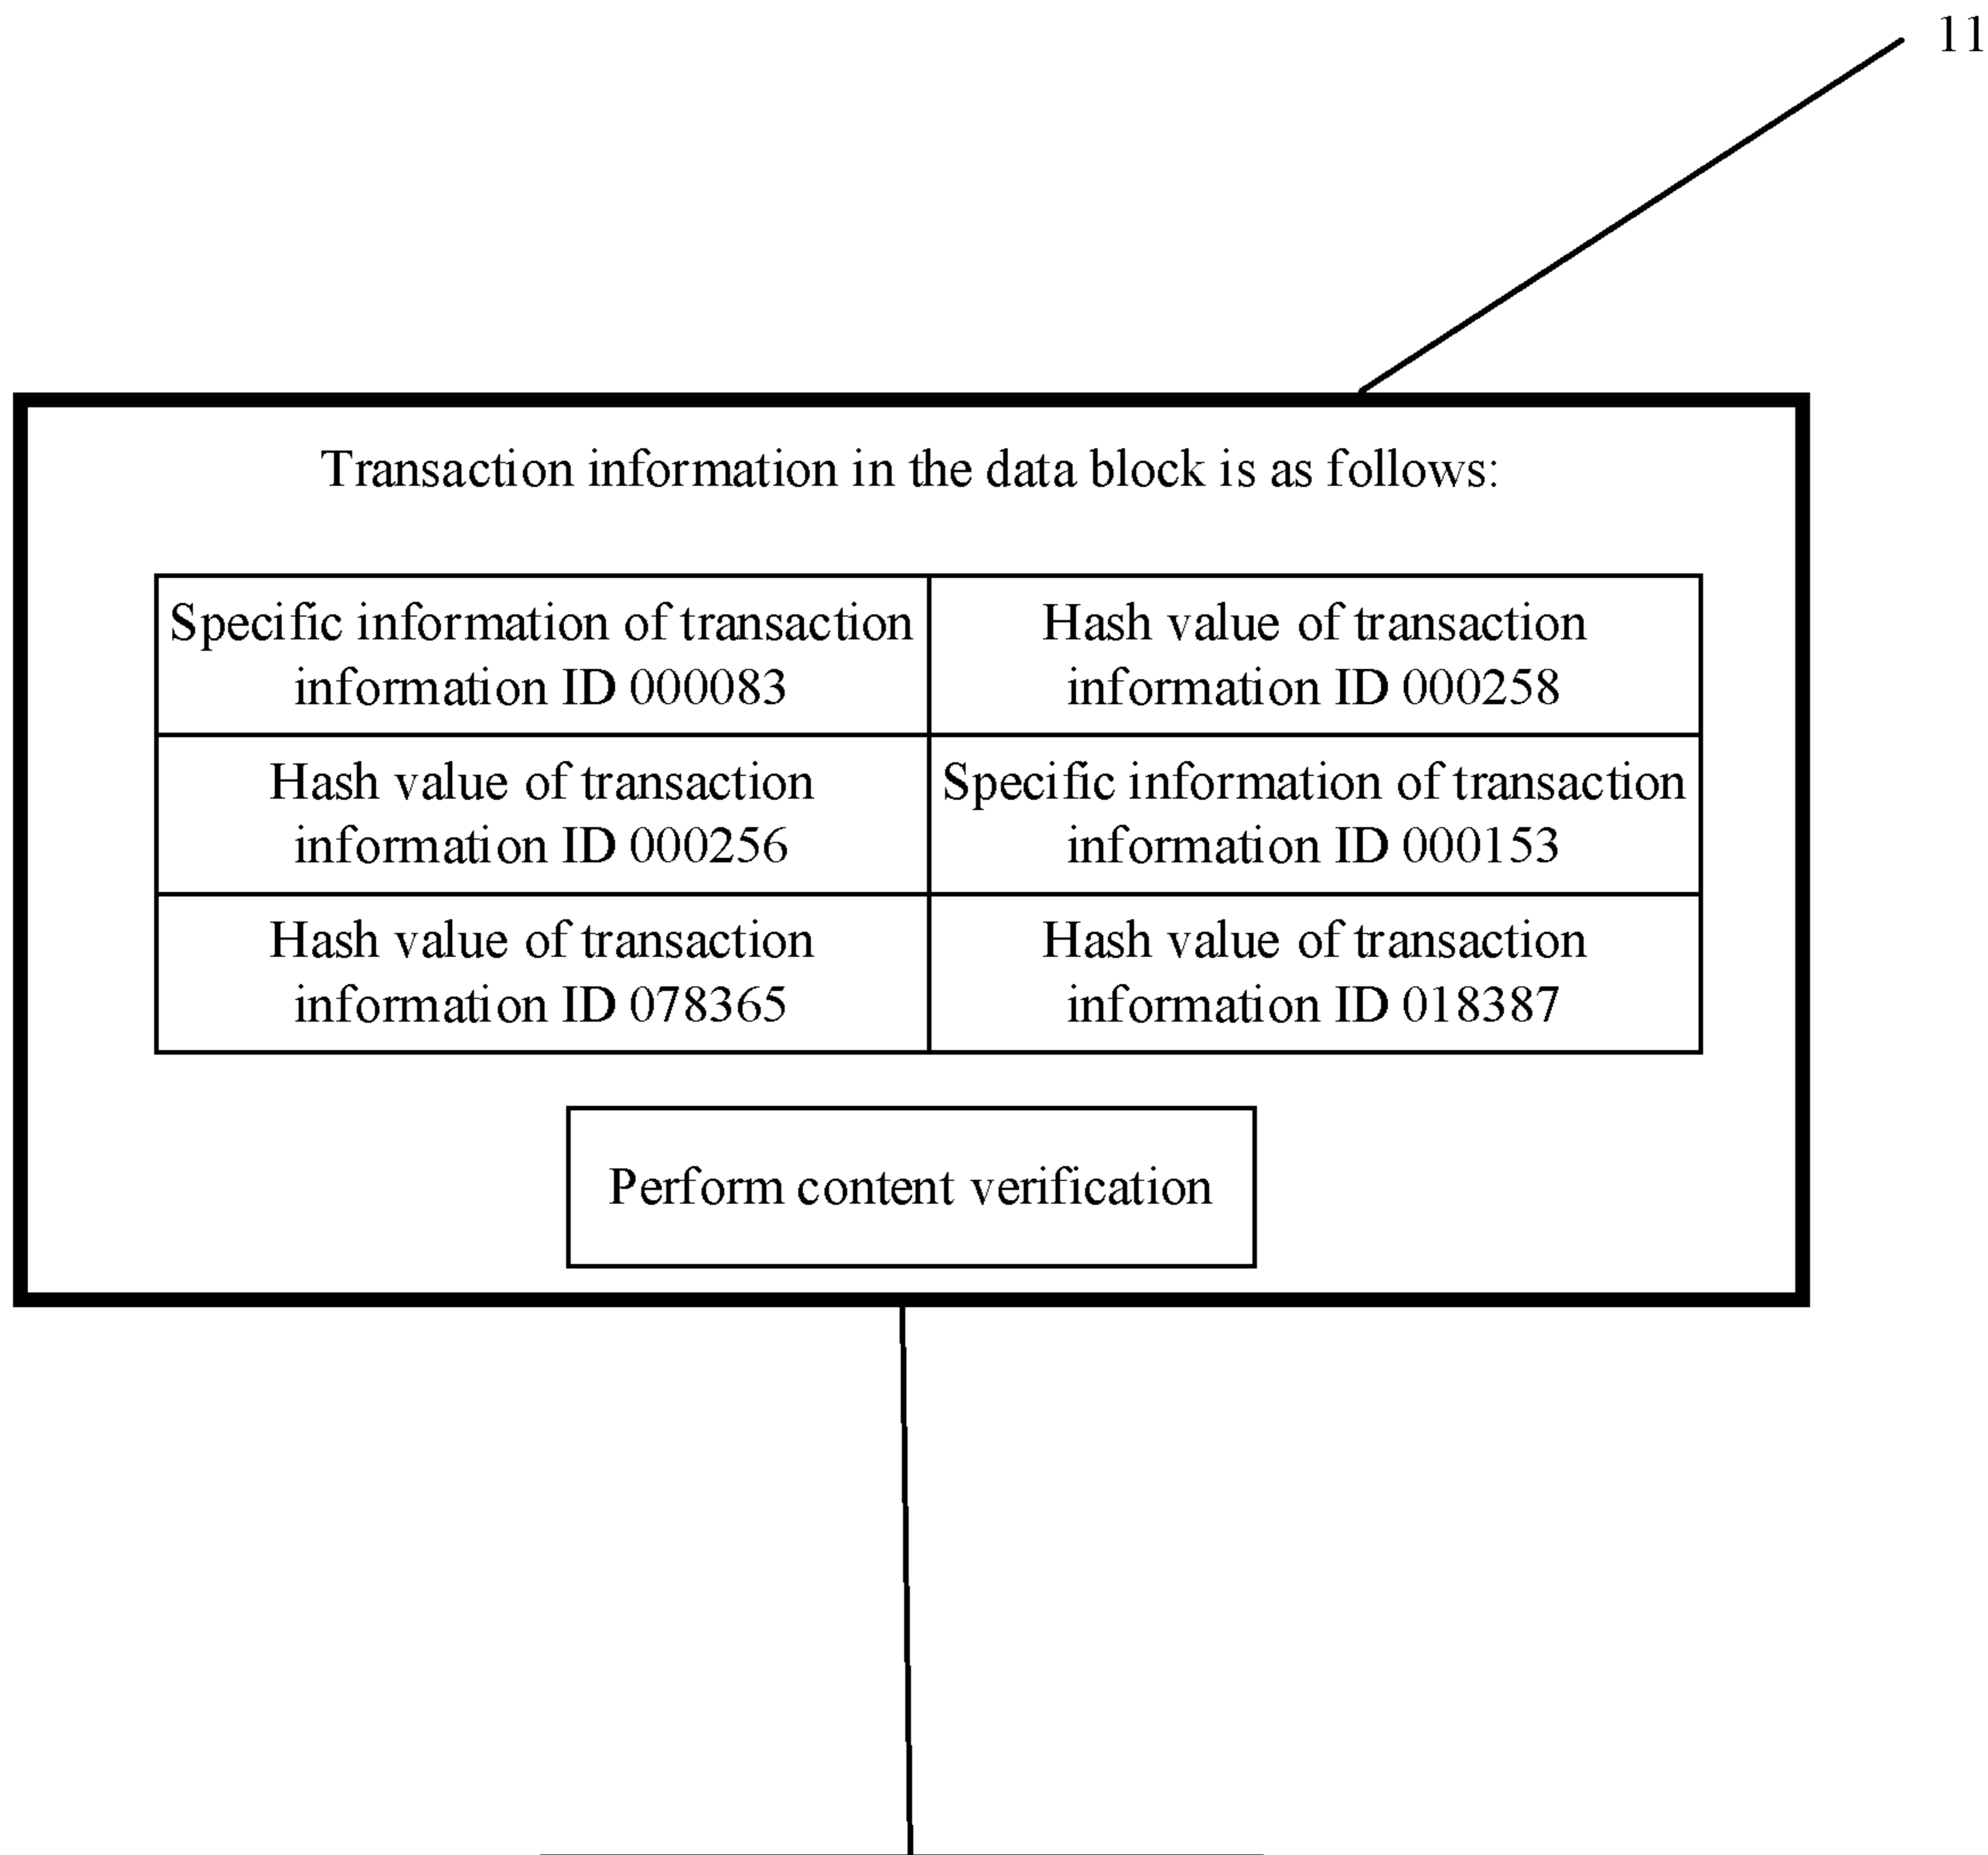 11
Transaction information in the data block is as follows:
Specific information of transaction
information ID 000083
Hash value of transaction
information ID 000258
Hash value of transaction
information ID 000256
Specific information of transaction
information ID 000153
Hash value of transaction
information ID 078365
Hash value of transaction
information ID 018387
Perform content verification